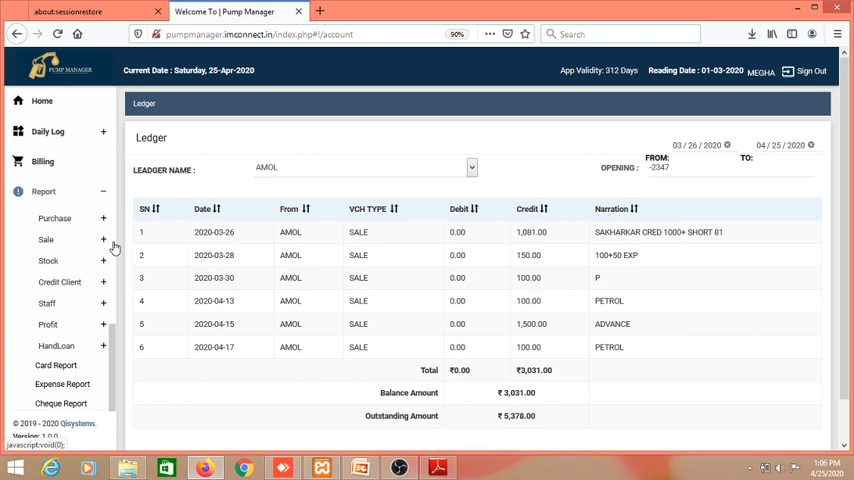 about:sessionrestore
Welcome To | Pump Manager
pumpmanager.imconnect.in/index.php#!/account
90%
Search
PUMP MANAGER
Current Date : Saturday, 25-Apr-2020
App Validity: 312 Days
Reading Date : 01-03-2020
MEGHA
Sign Out
Home
Daily Log
Billing
Report
Purchase
Sale
Stock
Credit Client
Staff
Profit
HandLoan
Card Report
Expense Report
Cheque Report
© 2019 - 2020 Qisystems.
Version: 1.0.0
javascript:void(0);
Ledger
Ledger
03 / 26 / 2020
04 / 25 / 2020
FROM:
TO:
LEADGER NAME :
AMOL
OPENING :
-2347
SN Date From VCH TYPE Debit Credit Narration
1 2020-03-26 AMOL SALE 0.00 1,081.00 SAKHARKAR CRED 1000+ SHORT 81
2 2020-03-28 AMOL SALE 0.00 150.00 100+50 EXP
3 2020-03-30 AMOL SALE 0.00 100.00 P
4 2020-04-13 AMOL SALE 0.00 100.00 PETROL
5 2020-04-15 AMOL SALE 0.00 1,500.00 ADVANCE
6 2020-04-17 AMOL SALE 0.00 100.00 PETROL
Total ₹0.00 ₹3,031.00
Balance Amount ₹ 3,031.00
Outstanding Amount ₹ 5,378.00
1:06 PM
4/25/2020